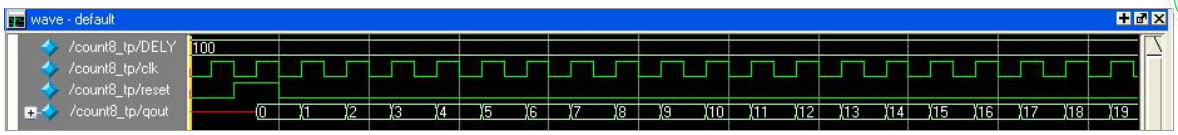 wave - default
/count8_tp/DELY 100
/count8_tp/clk
/count8_tp/reset
/count8_tp/qout 0 1 2 3 4 5 6 7 8 9 10 11 12 13 14 15 16 17 18 19